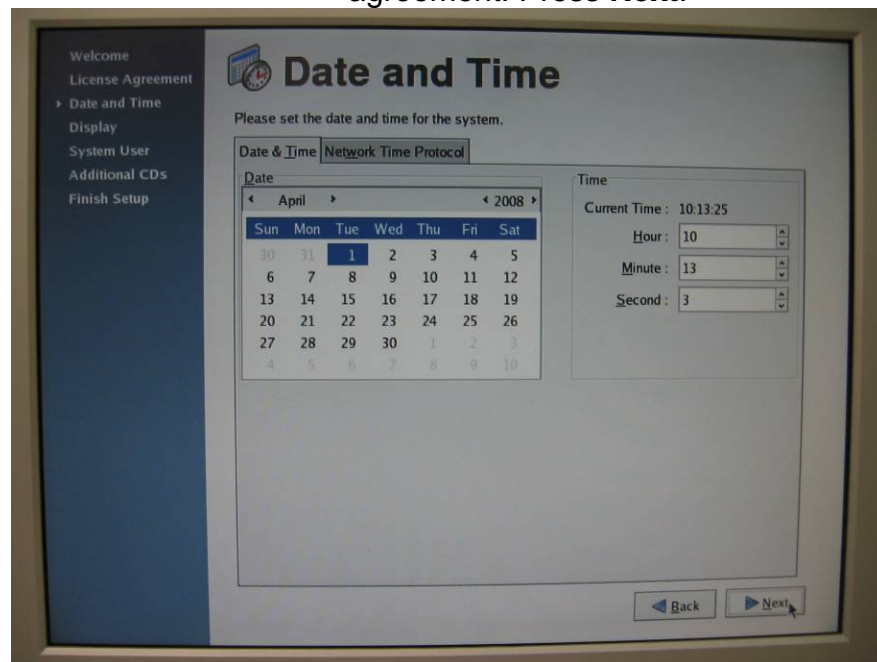 agreement. Press Next.
Welcome
License Agreement
Date and Time
Display
System User
Additional CDs
Finish Setup
Date and Time
Please set the date and time for the system.
Date & Time Network Time Protocol
Date
April 2008
Sun Mon Tue Wed Thu Fri Sat
30 31 1 2 3 4 5
6 7 8 9 10 11 12
13 14 15 16 17 18 19
20 21 22 23 24 25 26
27 28 29 30 1 2 3
4 5 6 7 8 9 10
Time
Current Time : 10:13:25
Hour : 10
Minute : 13
Second : 3
Back
Next